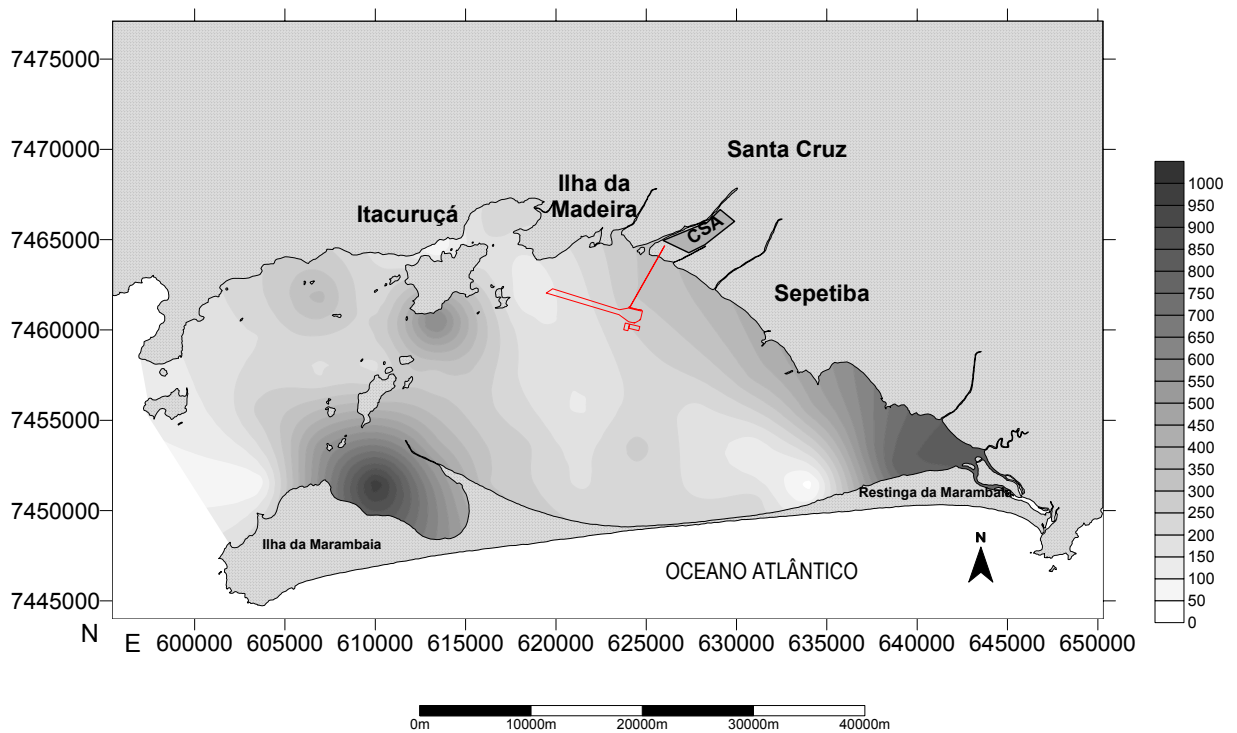 7475000
7470000
7465000
7460000
7455000
7450000
7445000
Santa Cruz
Ilha da
Madeira
Itacuruçá
CSA
Sepetiba
Restinga da Marambaia
Ilha da Marambaia
OCEANO ATLÂNTICO
N
N
E
600000 605000 610000 615000 620000 625000 630000 635000 640000 645000 650000
1000
950
900
850
800
750
700
650
600
550
500
450
400
350
300
250
200
150
100
50
0
0m 10000m 20000m 30000m 40000m